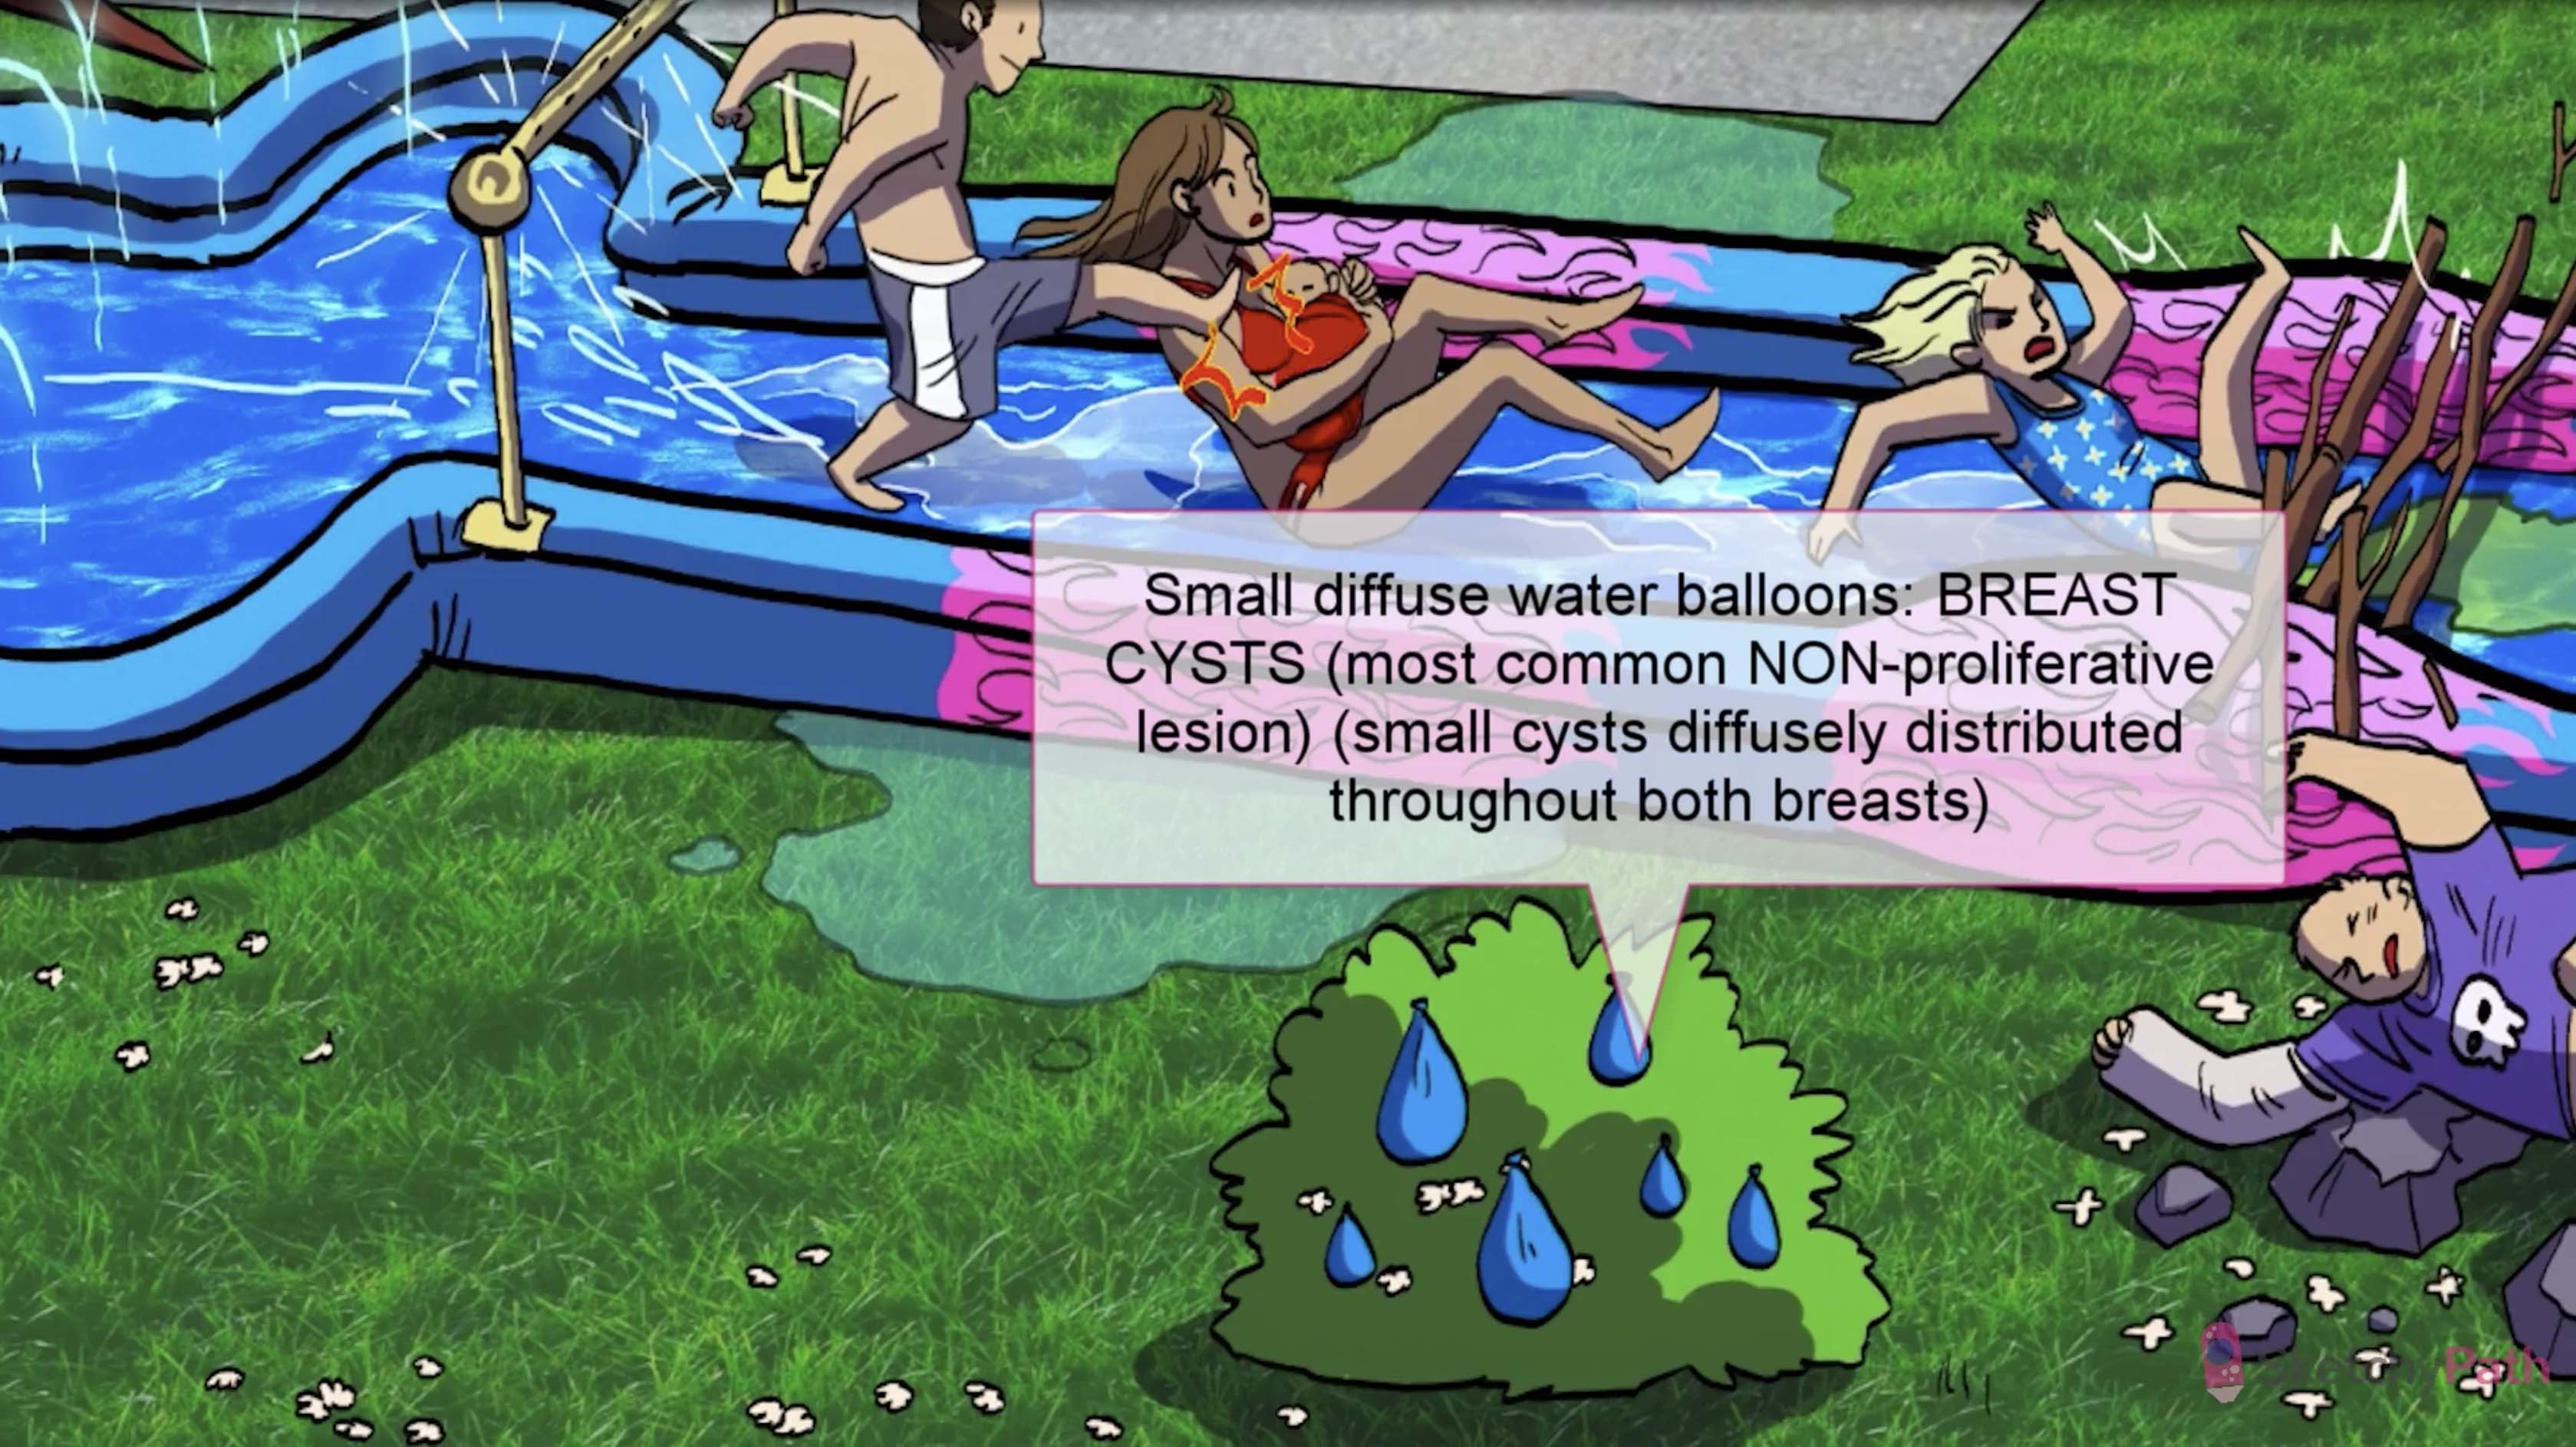 Small diffuse water balloons: BREAST
CYSTS (most common NON-proliferative
lesion) (small cysts diffusely distributed
throughout both breasts)
SketchyPath